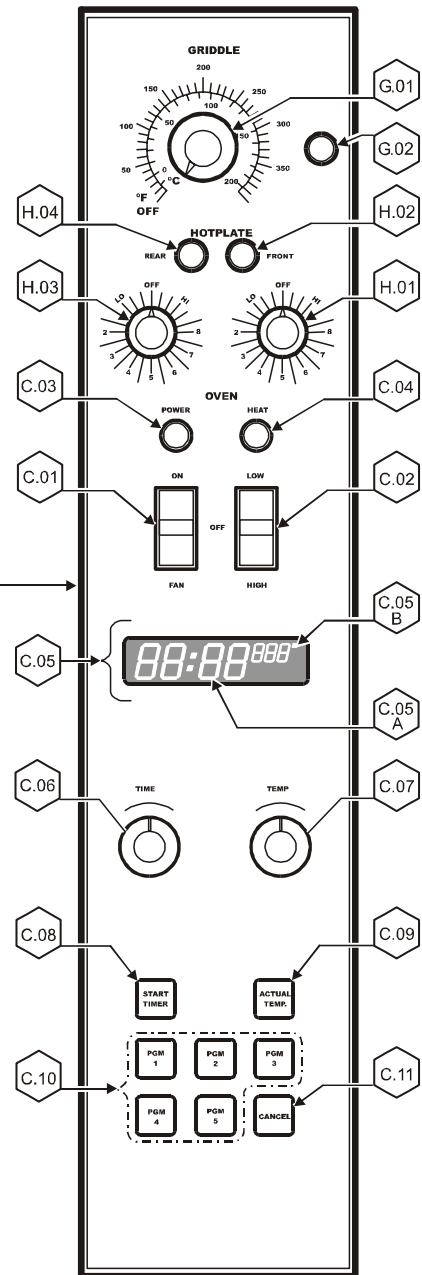 GRIDDLE
200
150 250
100 300
50 350
50 100 150
0 200
°C
°F
OFF
G.01
G.02
H.04 H.02
HOTPLATE
REAR FRONT
H.03 H.01
OFF OFF
LO HI LO HI
2 8 2 8
3 7 3 7
4 5 6 4 5 6
OVEN
C.03 C.04
POWER HEAT
C.01 C.02
ON LOW
OFF
FAN HIGH
C.05
B
88:88 888°
C.05
C.05
A
C.06 C.07
TIME TEMP
C.08 C.09
START
TIMER
ACTUAL
TEMP.
PGM
1
PGM
2
PGM
3
C.10 C.11
PGM
4
PGM
5
CANCEL